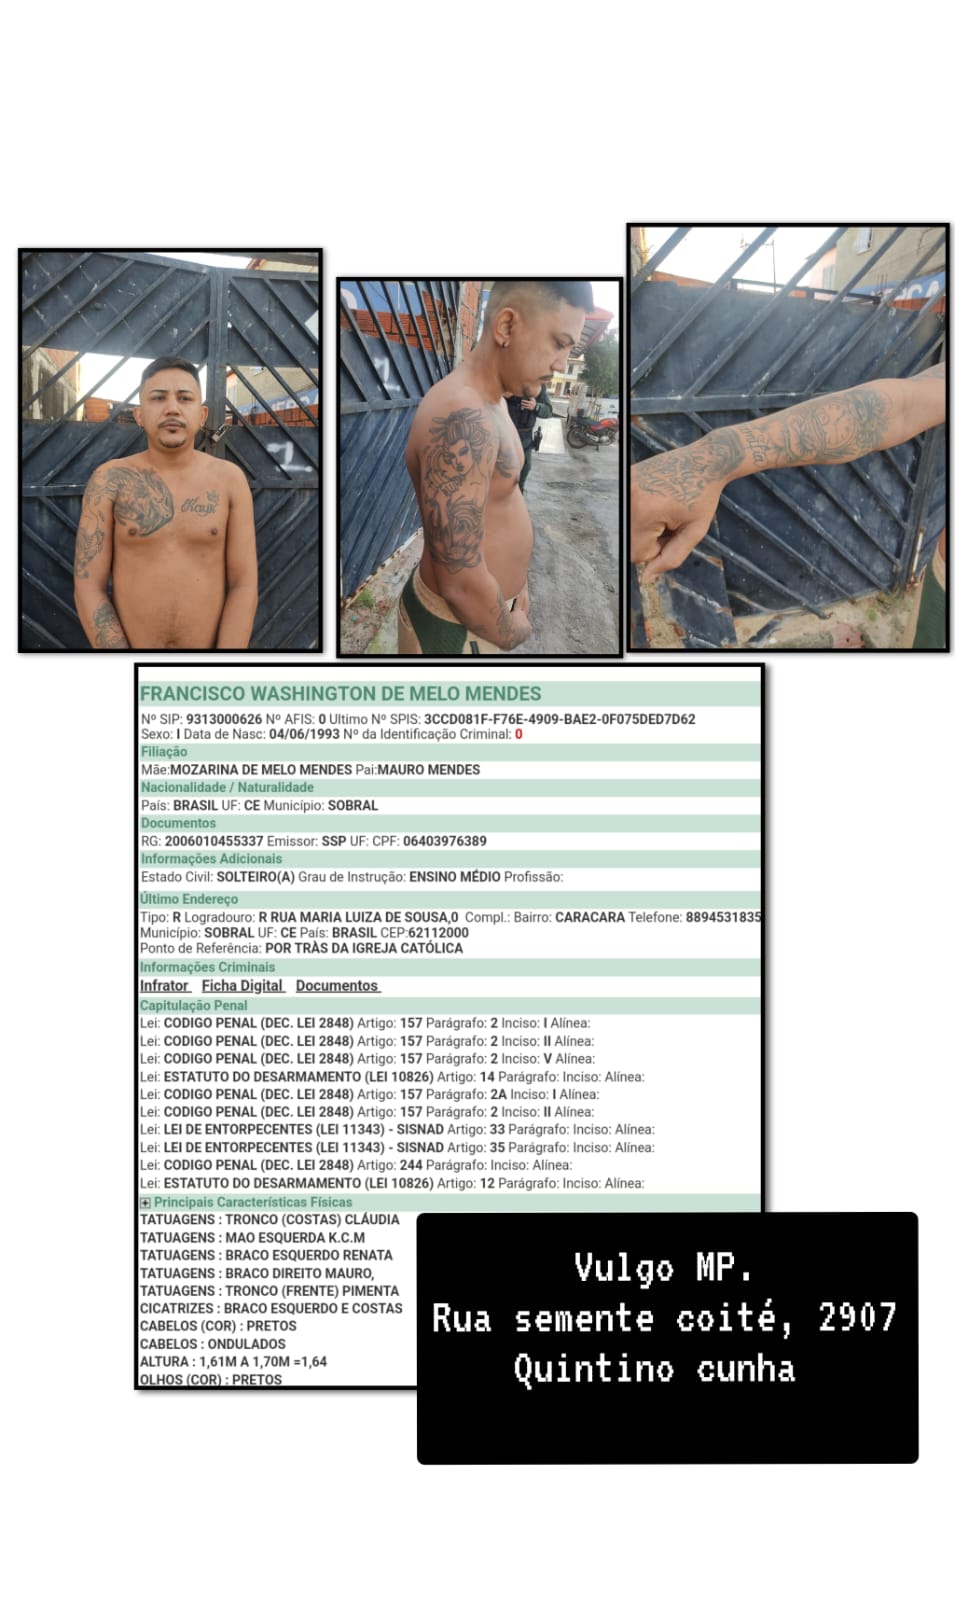 Kayk
FRANCISCO WASHINGTON DE MELO MENDES
Nº SIP: 9313000626 Nº AFIS: 0 Ultimo Nº SPIS: 3CCD081F-F76E-4909-BAE2-0F075DED7D62
Sexo: I Data de Nasc: 04/06/1993 Nº da Identificação Criminal: 0
Filiação
Mãe:MOZARINA DE MELO MENDES Pai:MAURO MENDES
Nacionalidade / Naturalidade
País: BRASIL UF: CE Município: SOBRAL
Documentos
RG: 2006010455337 Emissor: SSP UF: CPF: 06403976389
Informações Adicionais
Estado Civil: SOLTEIRO(A) Grau de Instrução: ENSINO MÉDIO Profissão:
Último Endereço
Tipo: R Logradouro: R RUA MARIA LUIZA DE SOUSA,0 Compl.: Bairro: CARACARA Telefone: 8894531835
Município: SOBRAL UF: CE País: BRASIL CEP:62112000
Ponto de Referência: POR TRÀS DA IGREJA CATÓLICA
Informações Criminais
Infrator Ficha Digital Documentos
Capitulação Penal
Lei: CODIGO PENAL (DEC. LEI 2848) Artigo: 157 Parágrafo: 2 Inciso: I Alínea:
Lei: CODIGO PENAL (DEC. LEI 2848) Artigo: 157 Parágrafo: 2 Inciso: II Alínea:
Lei: CODIGO PENAL (DEC. LEI 2848) Artigo: 157 Parágrafo: 2 Inciso: V Alínea:
Lei: ESTATUTO DO DESARMAMENTO (LEI 10826) Artigo: 14 Parágrafo: Inciso: Alínea:
Lei: CODIGO PENAL (DEC. LEI 2848) Artigo: 157 Parágrafo: 2A Inciso: I Alínea:
Lei: CODIGO PENAL (DEC. LEI 2848) Artigo: 157 Parágrafo: 2 Inciso: II Alínea:
Lei: LEI DE ENTORPECENTES (LEI 11343) - SISNAD Artigo: 33 Parágrafo: Inciso: Alínea:
Lei: LEI DE ENTORPECENTES (LEI 11343) - SISNAD Artigo: 35 Parágrafo: Inciso: Alínea:
Lei: CODIGO PENAL (DEC. LEI 2848) Artigo: 244 Parágrafo: Inciso: Alínea:
Lei: ESTATUTO DO DESARMAMENTO (LEI 10826) Artigo: 12 Parágrafo: Inciso: Alínea:
Principais Características Físicas
TATUAGENS : TRONCO (COSTAS) CLÁUDIA
TATUAGENS : MAO ESQUERDA K.C.M
TATUAGENS : BRACO ESQUERDO RENATA
TATUAGENS : BRACO DIREITO MAURO,
TATUAGENS : TRONCO (FRENTE) PIMENTA
CICATRIZES : BRACO ESQUERDO E COSTAS
CABELOS (COR) : PRETOS
CABELOS : ONDULADOS
ALTURA : 1,61M A 1,70M =1,64
OLHOS (COR) : PRETOS
Vulgo MP.
Rua semente coité, 2907
Quintino cunha